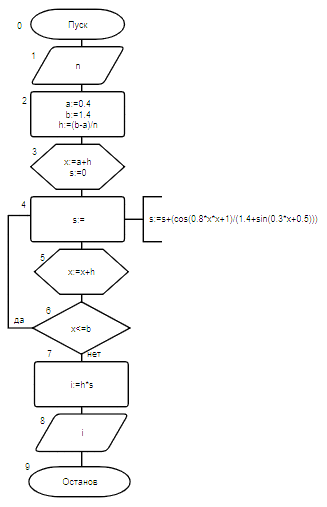 0
Пуск
1
n
2
a:=0.4
b:=1.4
h:=(b-a)/n
3
x:=a+h
s:=0
4
s:=
s:=s+(cos(0.8*x*x+1)/(1.4+sin(0.3*x+0.5)))
5
x:=x+h
6
x<=b
да
нет
7
i:=h*s
8
i
9
Останов